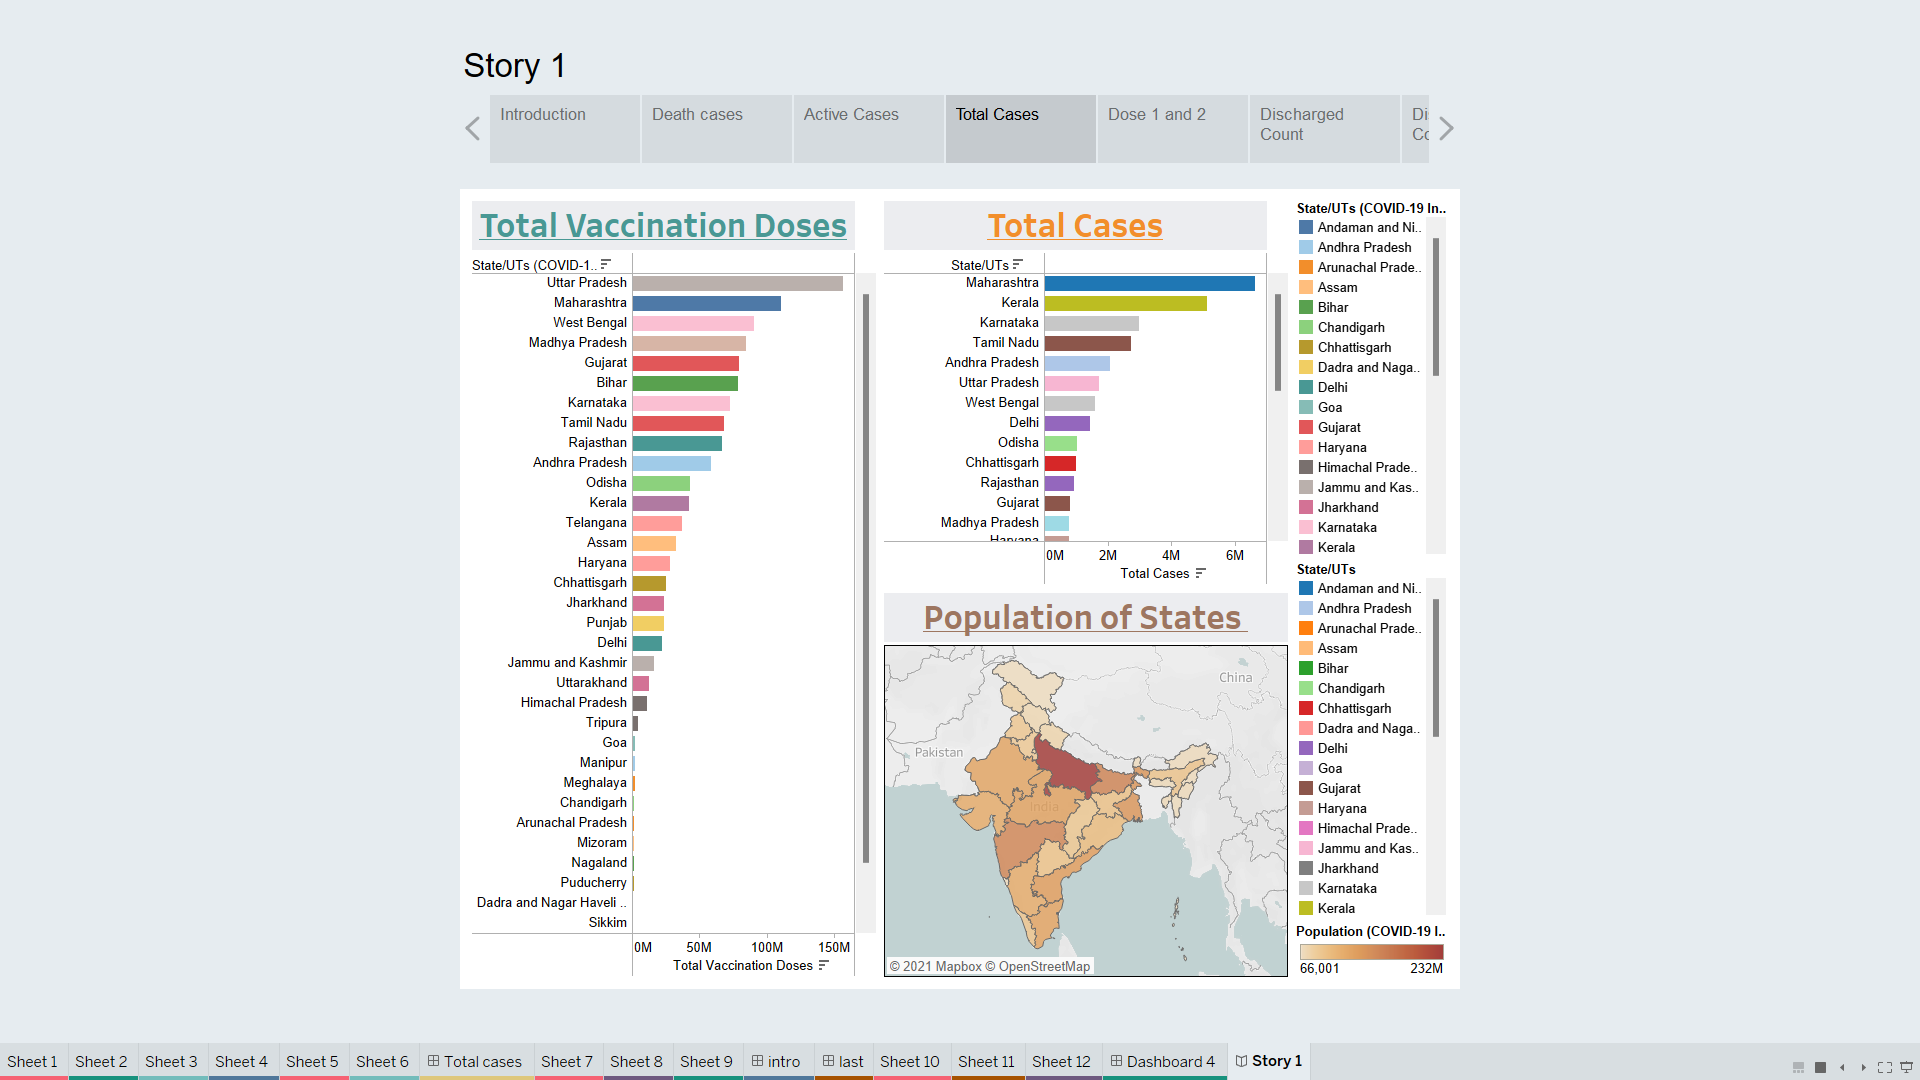 Story 1
Introduction
Death cases
Active Cases
Total Cases
Dose 1 and 2
Discharged
Count
Di
Co
Total Vaccination Doses
State/UTs (COVID-1..
Uttar Pradesh
Maharashtra
West Bengal
Madhya Pradesh
Gujarat
Bihar
Karnataka
Tamil Nadu
Rajasthan
Andhra Pradesh
Odisha
Kerala
Telangana
Assam
Haryana
Chhattisgarh
Jharkhand
Punjab
Delhi
Jammu and Kashmir
Uttarakhand
Himachal Pradesh
Tripura
Goa
Manipur
Meghalaya
Chandigarh
Arunachal Pradesh
Mizoram
Nagaland
Puducherry
Dadra and Nagar Haveli ..
Sikkim
0M 50M 100M 150M
Total Vaccination Doses
Total Cases
State/UTs
Maharashtra
Kerala
Karnataka
Tamil Nadu
Andhra Pradesh
Uttar Pradesh
West Bengal
Delhi
Odisha
Chhattisgarh
Rajasthan
Gujarat
Madhya Pradesh
Haryana
0M 2M 4M 6M
Total Cases
Population of States
China
Pakistan
India
© 2021 Mapbox © OpenStreetMap
State/UTs (COVID-19 In..
Andaman and Ni..
Andhra Pradesh
Arunachal Prade..
Assam
Bihar
Chandigarh
Chhattisgarh
Dadra and Naga..
Delhi
Goa
Gujarat
Haryana
Himachal Prade..
Jammu and Kas..
Jharkhand
Karnataka
Kerala
State/UTs
Andaman and Ni..
Andhra Pradesh
Arunachal Prade..
Assam
Bihar
Chandigarh
Chhattisgarh
Dadra and Naga..
Delhi
Goa
Gujarat
Haryana
Himachal Prade..
Jammu and Kas..
Jharkhand
Karnataka
Kerala
Population (COVID-19 I..
66,001 232M
Sheet 1 Sheet 2 Sheet 3 Sheet 4 Sheet 5 Sheet 6 Total cases Sheet 7 Sheet 8 Sheet 9 intro last Sheet 10 Sheet 11 Sheet 12 Dashboard 4 Story 1